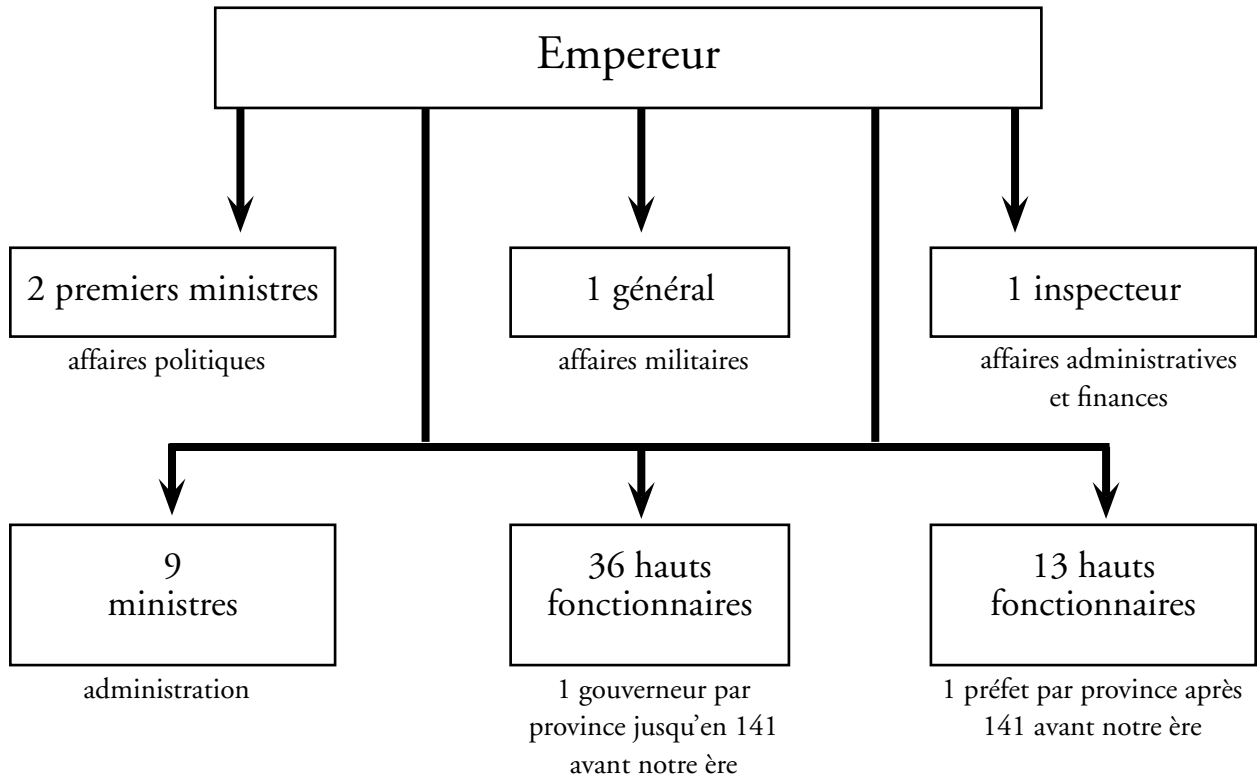 Empereur
2 premiers ministres
affaires politiques
1 général
affaires militaires
1 inspecteur
affaires administratives
et finances
9
ministres
administration
36 hauts
fonctionnaires
1 gouverneur par
province jusqu’en 141
avant notre ère
13 hauts
fonctionnaires
1 préfet par province après
141 avant notre ère